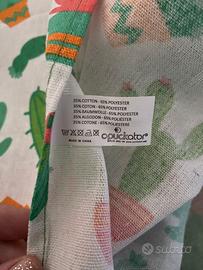 35% COTTON - 65% POLYESTER
35% COTON - 65% POLYESTER
35% BAUMWOLLE - 65% POLYESTER
35% ALGODON - 65% POLIÉSTER
35% COTONE - 65% POLIESTERE
puckator
MADE IN CHINA
subito